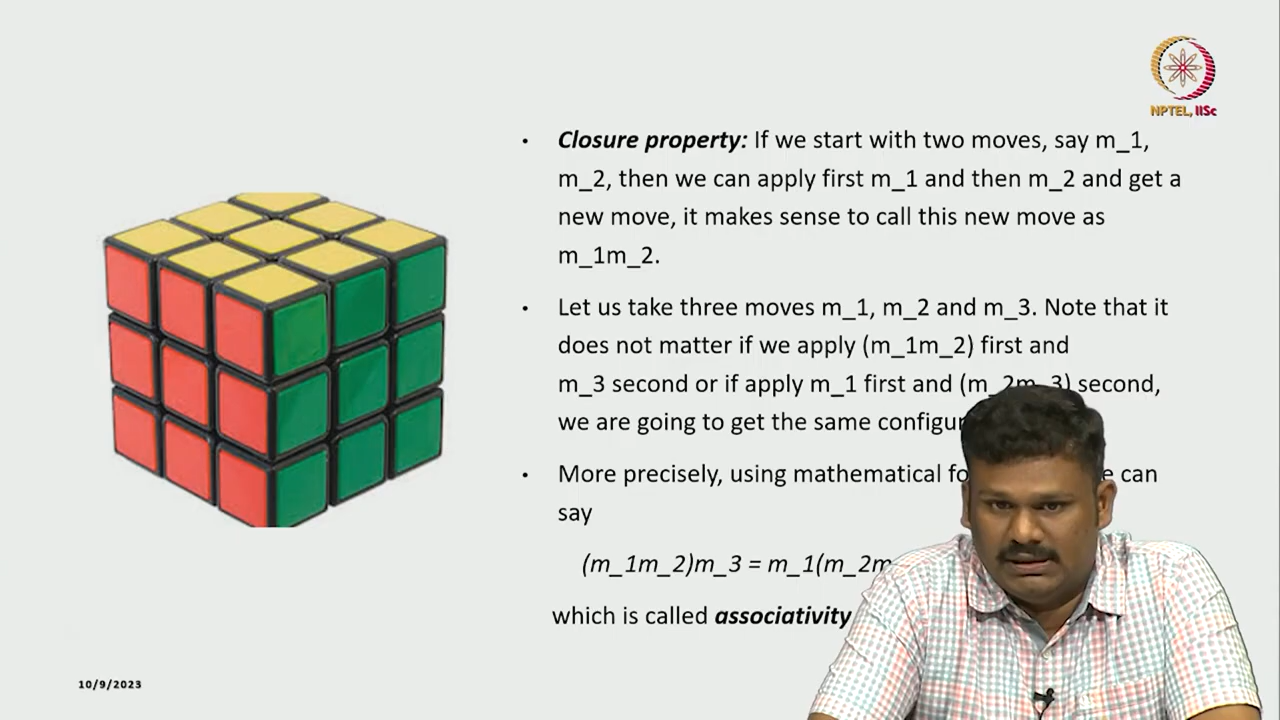 NPTEL, IISc
• Closure property: If we start with two moves, say m_1,
m_2, then we can apply first m_1 and then m_2 and get a
new move, it makes sense to call this new move as
m_1m_2.
• Let us take three moves m_1, m_2 and m_3. Note that it
does not matter if we apply (m_1m_2) first and
m_3 second or if apply m_1 first and (m_2m_3) second,
we are going to get the same
• More precisely, using mathematical can
say
(m_1m_2)m_3 = m_1(m_2m
which is called associativity
10/9/2023